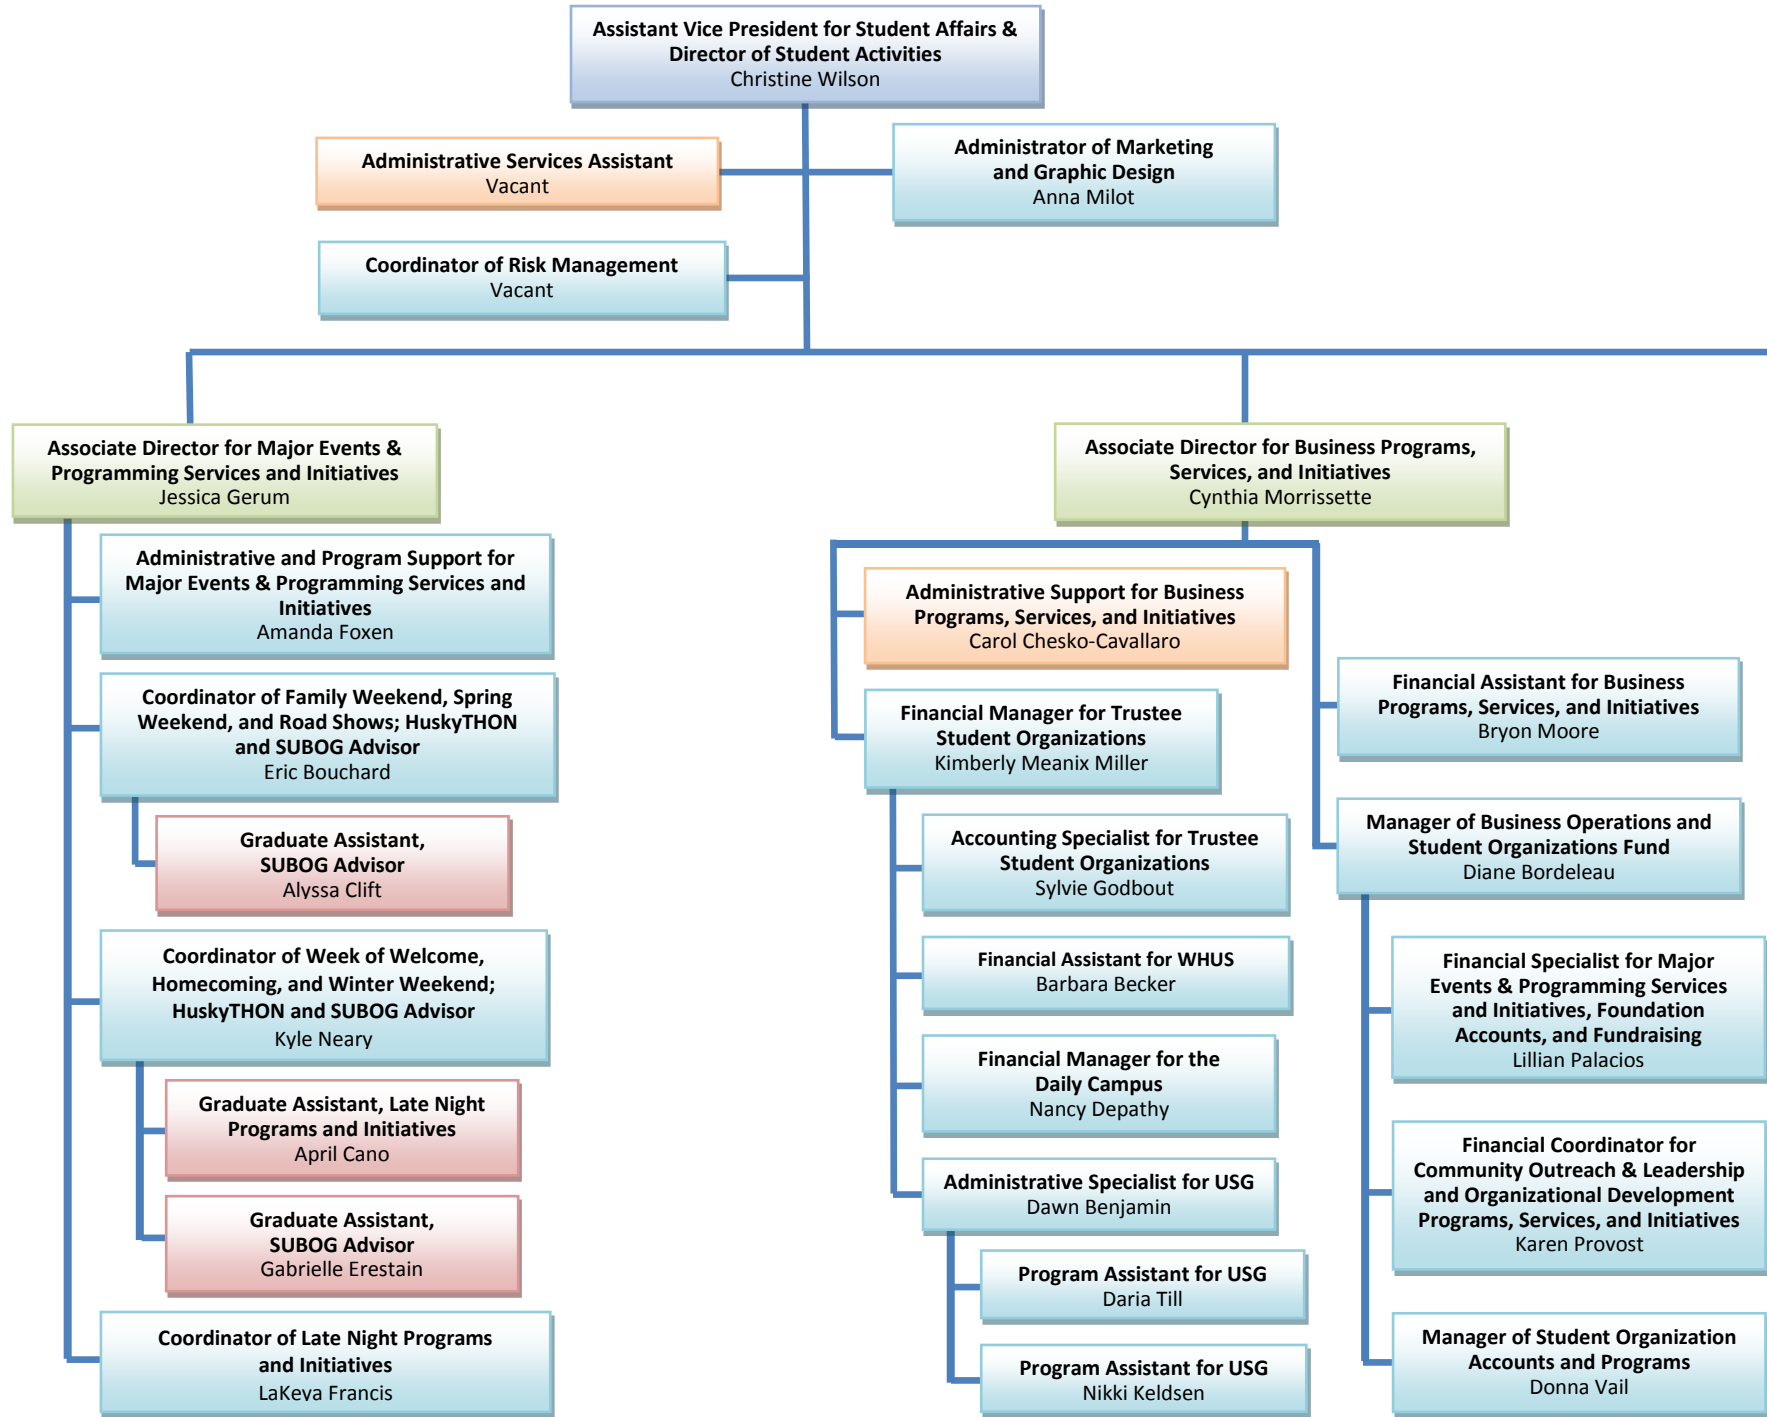 Assistant Vice President for Student Affairs &
Director of Student Activities
Christine Wilson
Administrative Services Assistant
Vacant
Administrator of Marketing
and Graphic Design
Anna Milot
Coordinator of Risk Management
Vacant
Associate Director for Major Events &
Programming Services and Initiatives
Jessica Gerum
Administrative and Program Support for
Major Events & Programming Services and
Initiatives
Amanda Foxen
Coordinator of Family Weekend, Spring
Weekend, and Road Shows; HuskyTHON
and SUBOG Advisor
Eric Bouchard
Graduate Assistant,
SUBOG Advisor
Alyssa Clift
Coordinator of Week of Welcome,
Homecoming, and Winter Weekend;
HuskyTHON and SUBOG Advisor
Kyle Neary
Graduate Assistant, Late Night
Programs and Initiatives
April Cano
Graduate Assistant,
SUBOG Advisor
Gabrielle Erestain
Coordinator of Late Night Programs
and Initiatives
LaKeya Francis
Associate Director for Business Programs,
Services, and Initiatives
Cynthia Morrissette
Administrative Support for Business
Programs, Services, and Initiatives
Carol Chesko-Cavallaro
Financial Manager for Trustee
Student Organizations
Kimberly Meanix Miller
Accounting Specialist for Trustee
Student Organizations
Sylvie Godbout
Financial Assistant for WHUS
Barbara Becker
Financial Manager for the
Daily Campus
Nancy Depathy
Administrative Specialist for USG
Dawn Benjamin
Program Assistant for USG
Daria Till
Program Assistant for USG
Nikki Keldsen
Financial Assistant for Business
Programs, Services, and Initiatives
Bryon Moore
Manager of Business Operations and
Student Organizations Fund
Diane Bordeleau
Financial Specialist for Major
Events & Programming Services
and Initiatives, Foundation
Accounts, and Fundraising
Lillian Palacios
Financial Coordinator for
Community Outreach & Leadership
and Organizational Development
Programs, Services, and Initiatives
Karen Provost
Manager of Student Organization
Accounts and Programs
Donna Vail